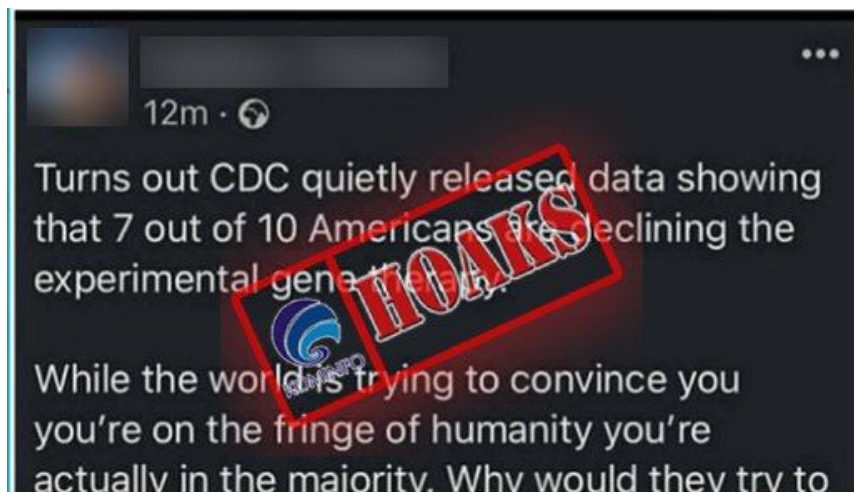 12m ·
Turns out CDC quietly released data showing
that 7 out of 10 Americans are declining the
experimental gene therapy.
HOAKS
KOMINFO
While the world is trying to convince you
you're on the fringe of humanity you're
actually in the majority. Why would they try to